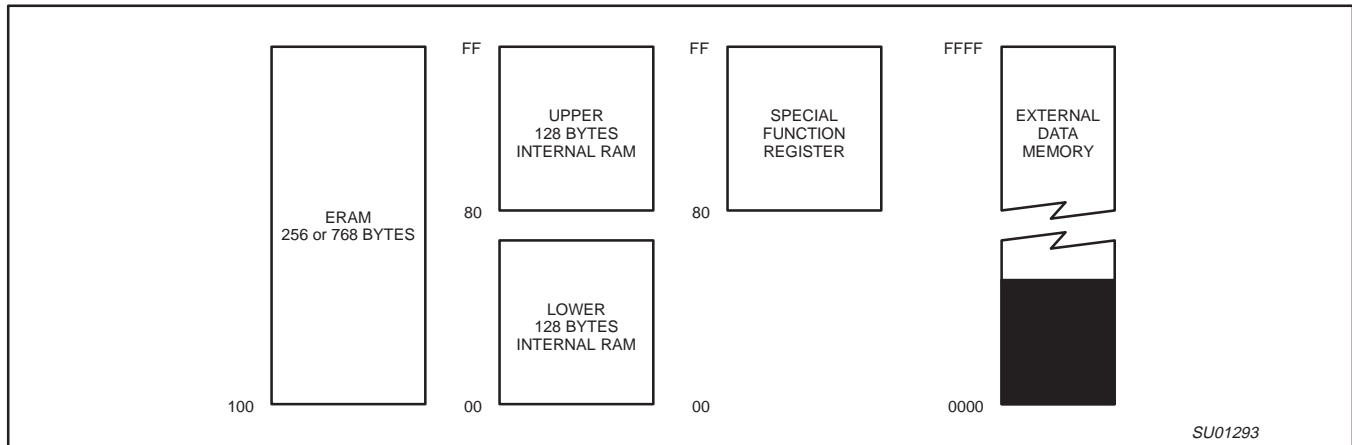 FF
FF
FFFF
UPPER
128 BYTES
INTERNAL RAM
SPECIAL
FUNCTION
REGISTER
EXTERNAL
DATA
MEMORY
ERAM
256 or 768 BYTES
80
80
LOWER
128 BYTES
INTERNAL RAM
100
00
00
0000
SU01293